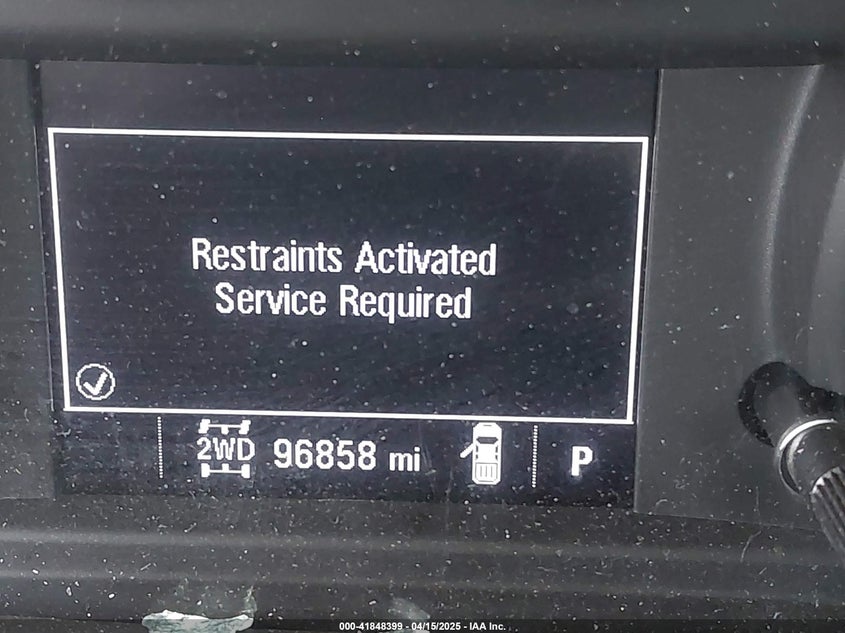 Restraints Activated
Service Required
2WD 96858 mi P
000-41848399 - 04/15/2025 - IAA Inc.